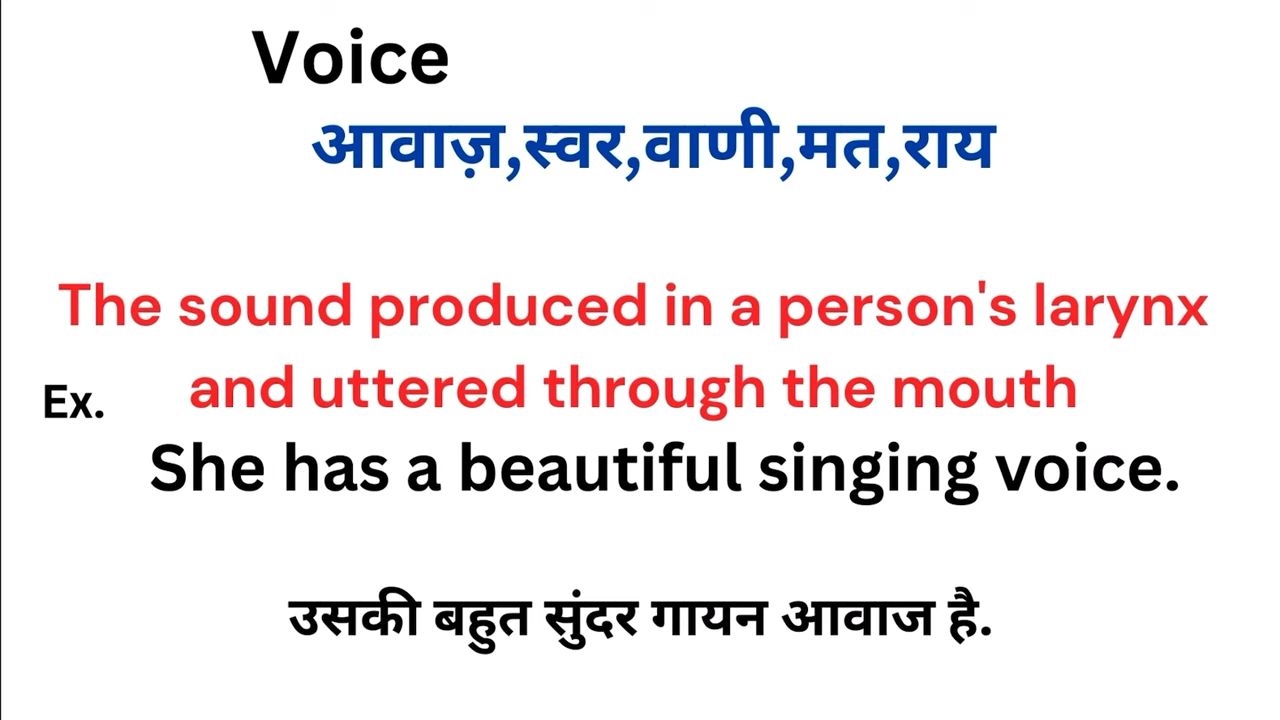 Voice
आवाज़,स्वर,वाणी,मत,राय
The sound produced in a person's larynx
and uttered through the mouth
Ex.
She has a beautiful singing voice.
उसकी बहुत सुंदर गायन आवाज है.